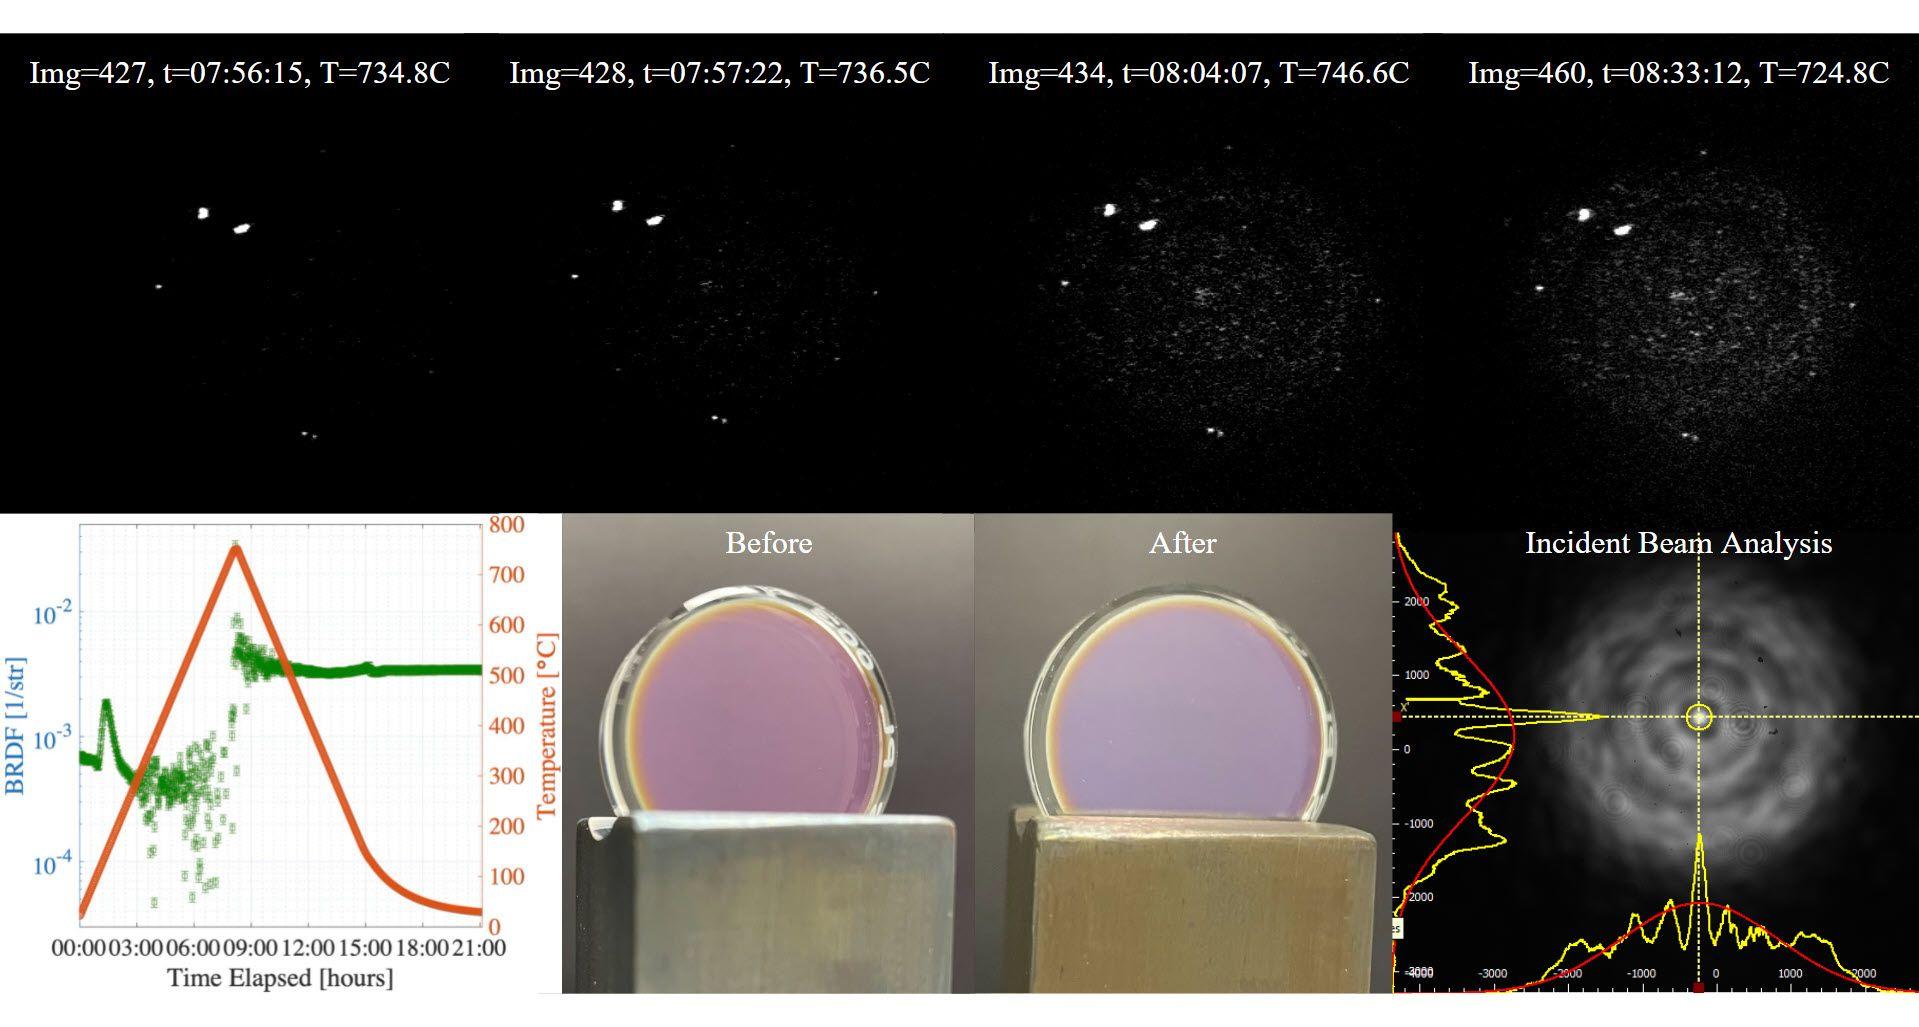 Img=427, t=07:56:15, T=734.8C
Img=428, t=07:57:22, T=736.5C
Img=434, t=08:04:07, T=746.6C
Img=460, t=08:33:12, T=724.8C
BRDF [1/str]
10-2
10-3
10-4
800
700
600
500
400
300
200
100
0
Temperature [°C]
00:00 03:00 06:00 09:00 12:00 15:00 18:00 21:00
Time Elapsed [hours]
Before
After
Incident Beam Analysis
2000
1000
X'
0
-1000
-2000
-3000 -2000 -1000 0 1000 2000